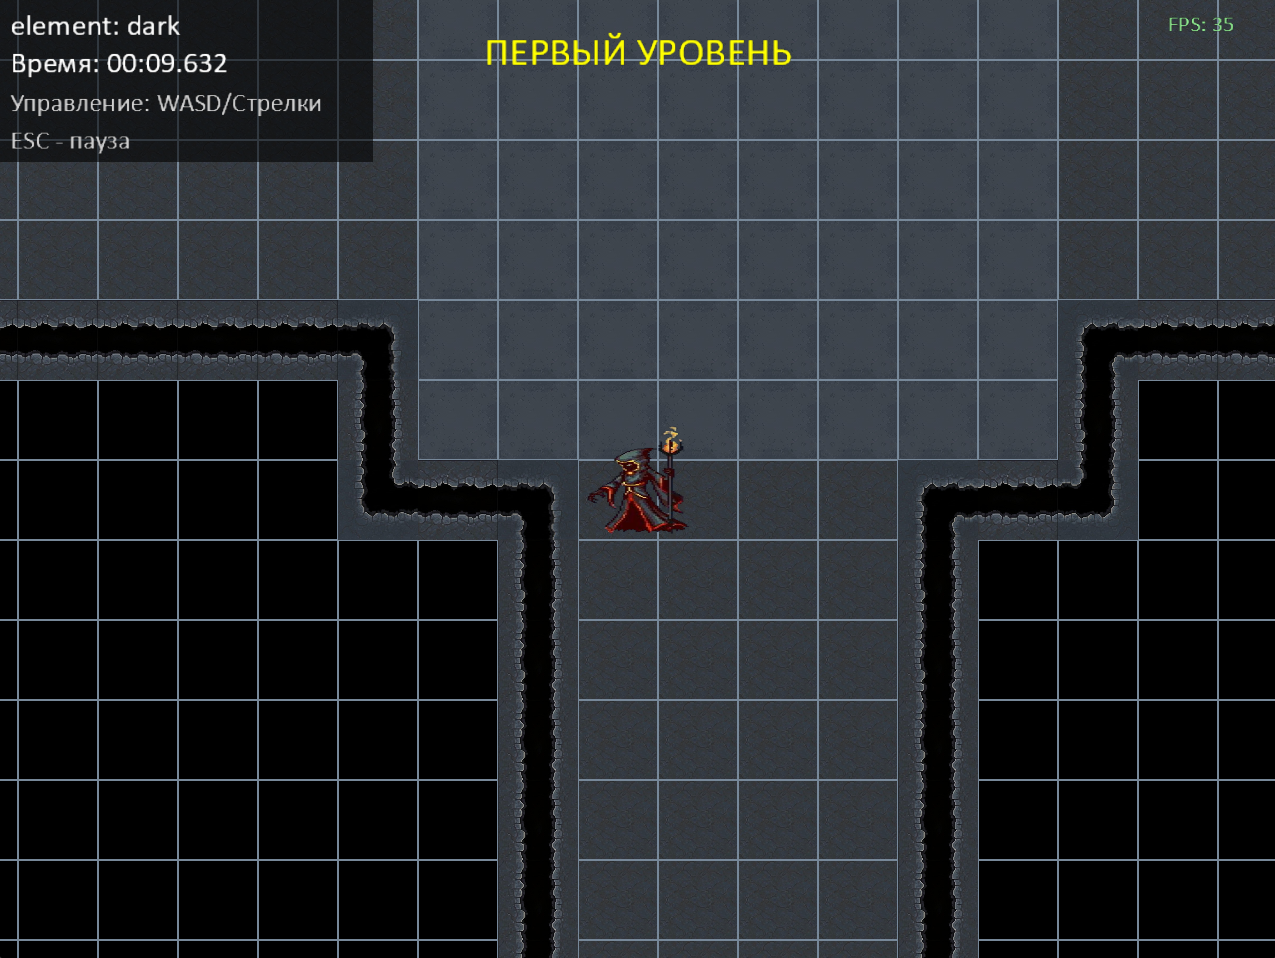 element: dark
Время: 00:09.632
Управление: WASD/Стрелки
ESC - пауза
ПЕРВЫЙ УРОВЕНЬ
FPS: 35